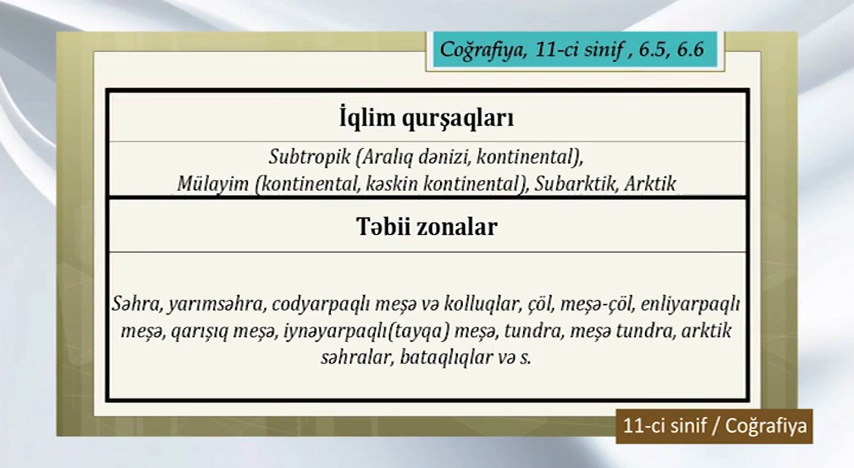 Coğrafiya, 11-ci sinif , 6.5, 6.6
İqlim qurşaqları
Subtropik (Aralıq dənizi, kontinental),
Mülayim (kontinental, kəskin kontinental), Subarktik, Arktik
Təbii zonalar
Səhra, yarımsəhra, codyarpaqlı meşə və kolluqlar, çöl, meşə-çöl, enliyarpaqlı
meşə, qarışıq meşə, iynəyarpaqlı(tayqa) meşə, tundra, meşə tundra, arktik
səhralar, bataqlıqlar və s.
11-ci sinif / Coğrafiya